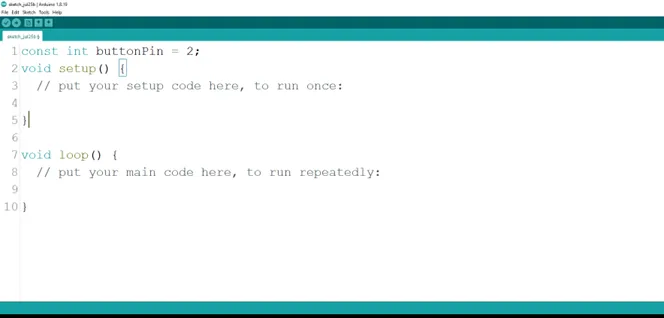 sketch_jul25b | Arduino 1.8.15
File Edit Sketch Tools Help
sketch_jul25b §
1 const int buttonPin = 2;
2 void setup() {
3 // put your setup code here, to run once:
4
5 }
6
7 void loop() {
8 // put your main code here, to run repeatedly:
9
10 }